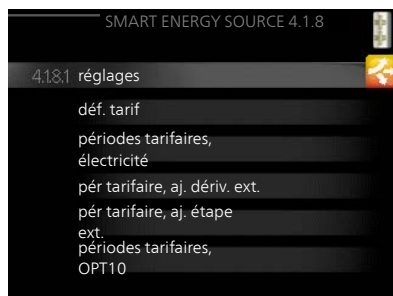 SMART ENERGY SOURCE 4.1.8
4.1.8.1 réglages
déf. tarif
périodes tarifaires,
électricité
pér tarifaire, aj. dériv. ext.
pér tarifaire, aj. étape
ext.
périodes tarifaires,
OPT10